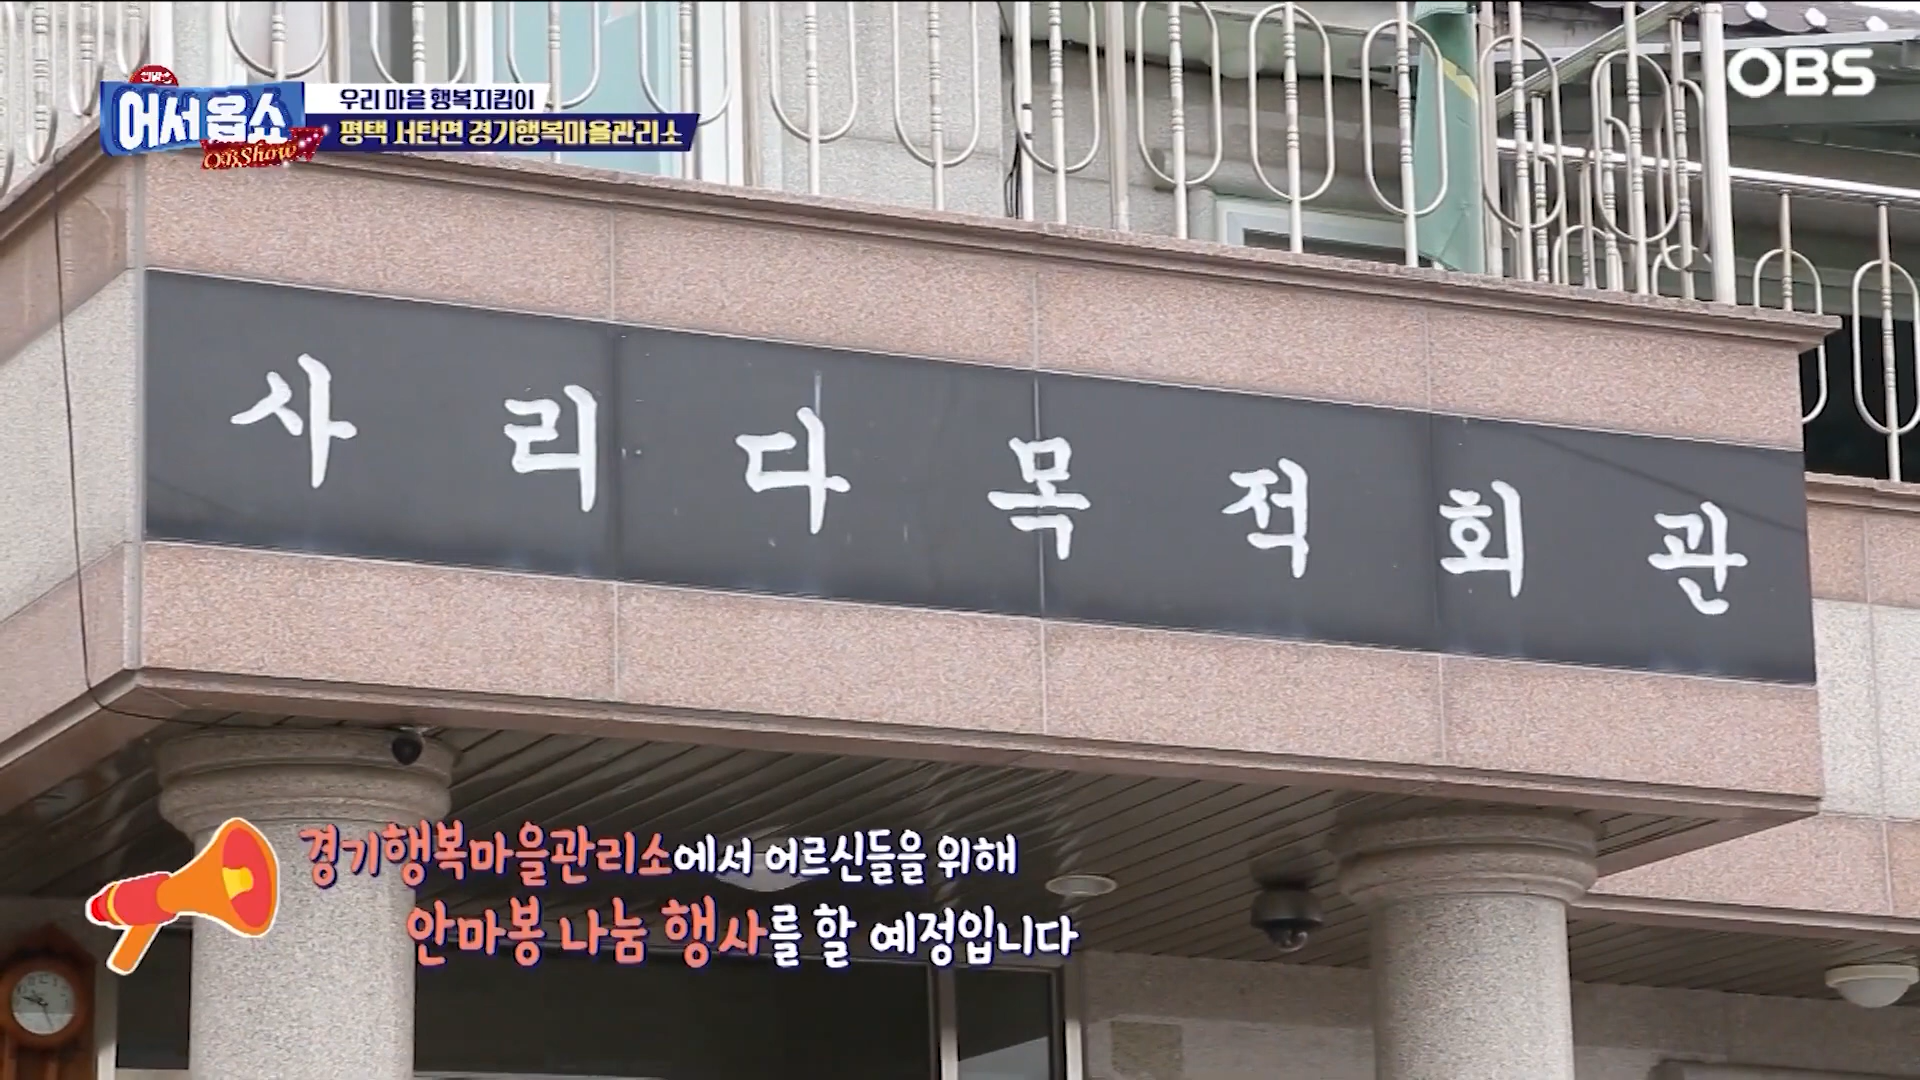 어서옵쇼
OBShow
우리 마을 행복지킴이
평택 서탄면 경기행복마을관리소
OBS
사리다목적회관
경기행복마을관리소에서 어르신들을 위해
안마봉 나눔 행사를 할 예정입니다